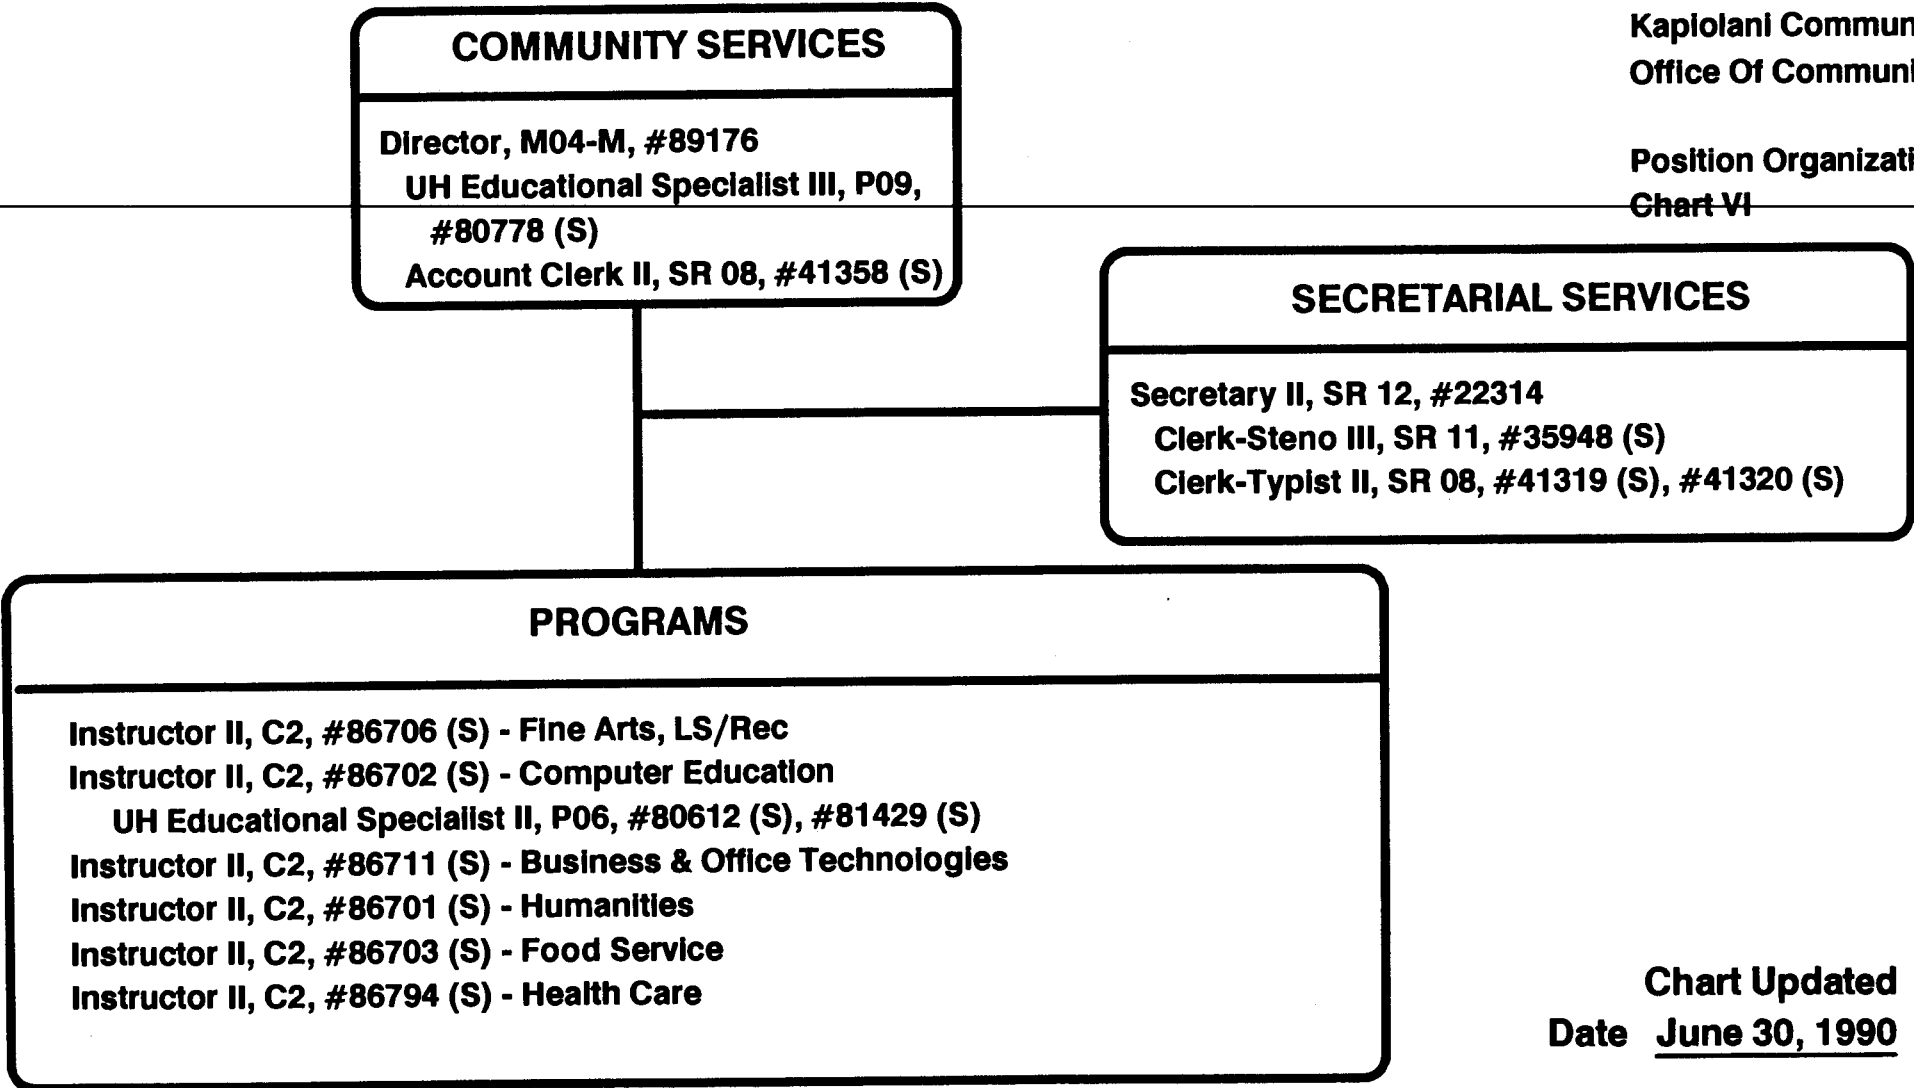 COMMUNITY SERVICES
Director, M04-M, #89176
UH Educational Specialist III, P09,
#80778 (S)
Account Clerk II, SR 08, #41358 (S)
Kapiolani Commun
Office Of Communi
Position Organizati
Chart VI
SECRETARIAL SERVICES
Secretary II, SR 12, #22314
Clerk-Steno III, SR 11, #35948 (S)
Clerk-Typist II, SR 08, #41319 (S), #41320 (S)
PROGRAMS
Instructor II, C2, #86706 (S) - Fine Arts, LS/Rec
Instructor II, C2, #86702 (S) - Computer Education
UH Educational Specialist II, P06, #80612 (S), #81429 (S)
Instructor II, C2, #86711 (S) - Business & Office Technologies
Instructor II, C2, #86701 (S) - Humanities
Instructor II, C2, #86703 (S) - Food Service
Instructor II, C2, #86794 (S) - Health Care
Chart Updated
Date June 30, 1990